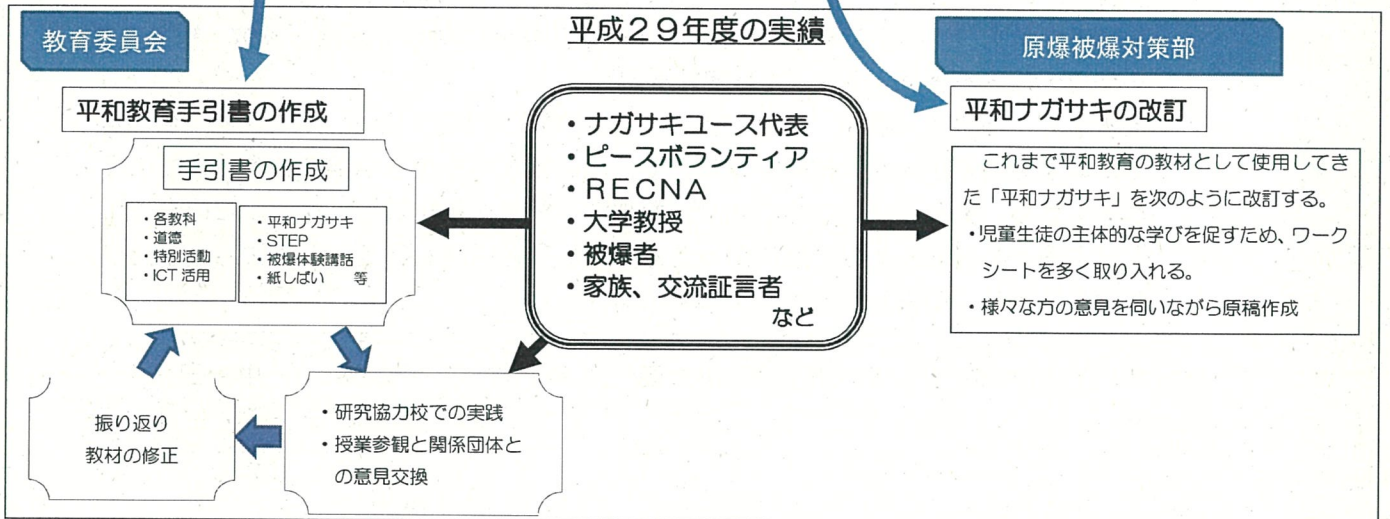 平成29年度の実績
教育委員会
平和教育手引書の作成
手引書の作成
・各教科
・道徳
・特別活動
・ICT 活用
・平和ナガサキ
・STEP
・被爆体験講話
・紙しばい　等
・研究協力校での実践
・授業参観と関係団体と
の意見交換
振り返り
教材の修正
・ナガサキユース代表
・ピースボランティア
・RECNA
・大学教授
・被爆者
・家族、交流証言者
など
原爆被爆対策部
平和ナガサキの改訂
これまで平和教育の教材として使用してき
た「平和ナガサキ」を次のように改訂する。
・児童生徒の主体的な学びを促すため、ワーク
シートを多く取り入れる。
・様々な方の意見を伺いながら原稿作成